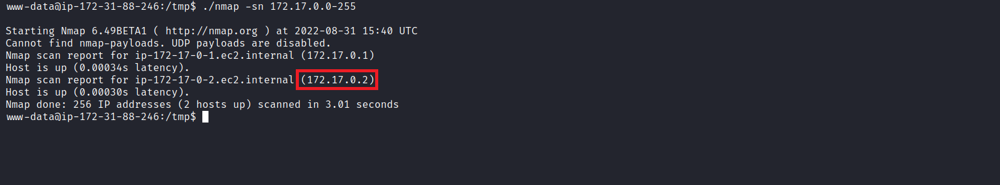 www-data@ip-172-31-88-246:/tmp$ ./nmap -sn 172.17.0.0-255
Starting Nmap 6.49BETA1 ( http://nmap.org ) at 2022-08-31 15:40 UTC
Cannot find nmap-payloads. UDP payloads are disabled.
Nmap scan report for ip-172-17-0-1.ec2.internal (172.17.0.1)
Host is up (0.00034s latency).
Nmap scan report for ip-172-17-0-2.ec2.internal (172.17.0.2)
Host is up (0.00030s latency).
Nmap done: 256 IP addresses (2 hosts up) scanned in 3.01 seconds
www-data@ip-172-31-88-246:/tmp$